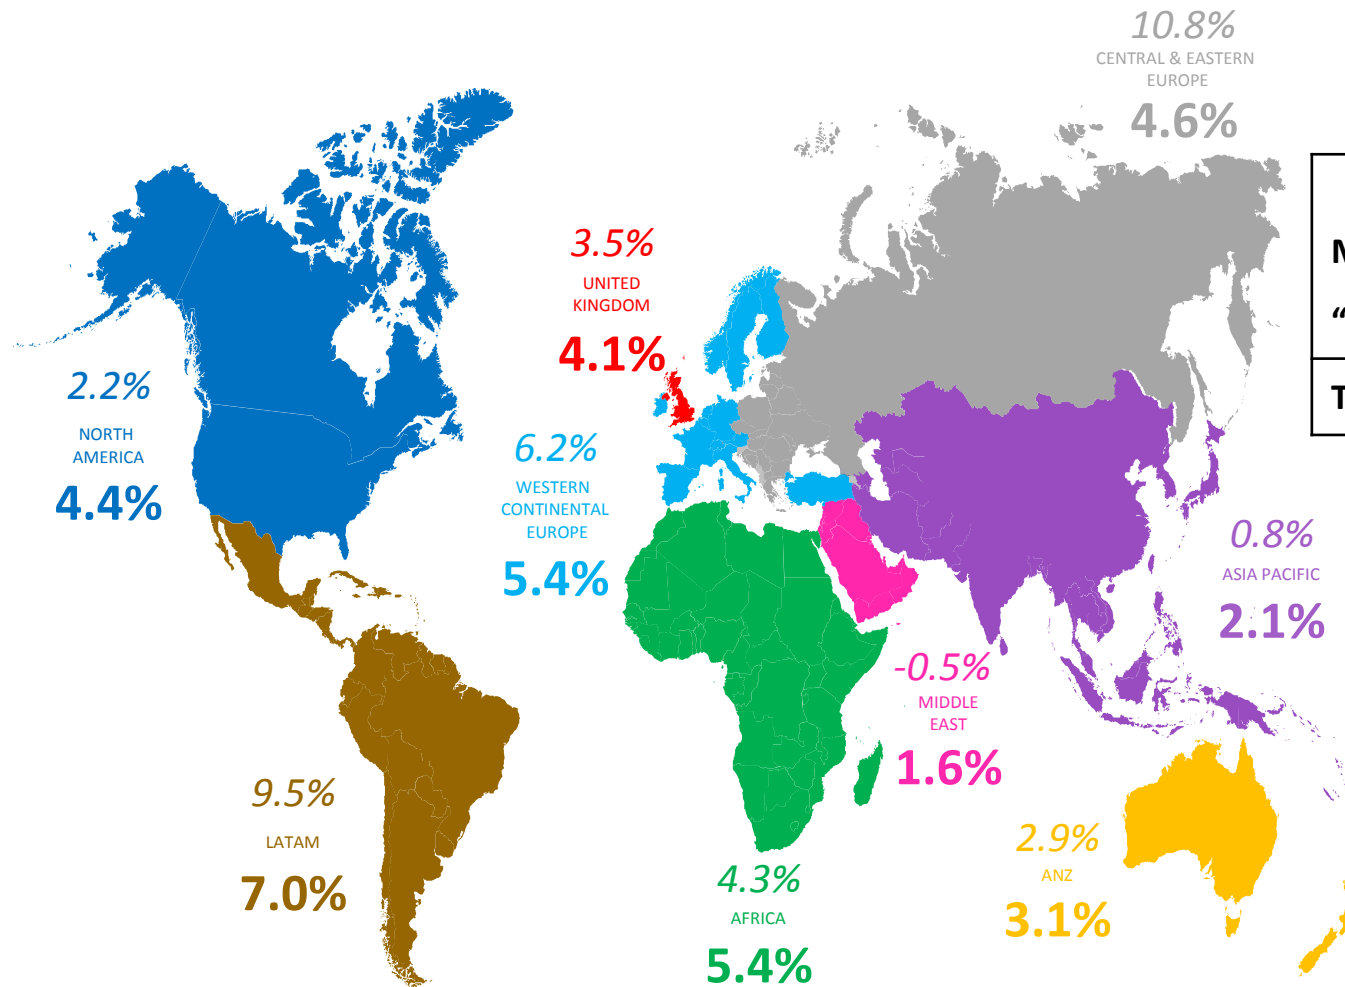 10.8%
CENTRAL & EASTERN
EUROPE
4.6%
3.5%
UNITED
KINGDOM
4.1%
2.2%
NORTH
AMERICA
4.4%
6.2%
WESTERN
CONTINENTAL
EUROPE
5.4%
0.8%
ASIA PACIFIC
2.1%
-0.5%
MIDDLE
EAST
1.6%
9.5%
LATAM
7.0%
2.9%
ANZ
3.1%
4.3%
AFRICA
5.4%